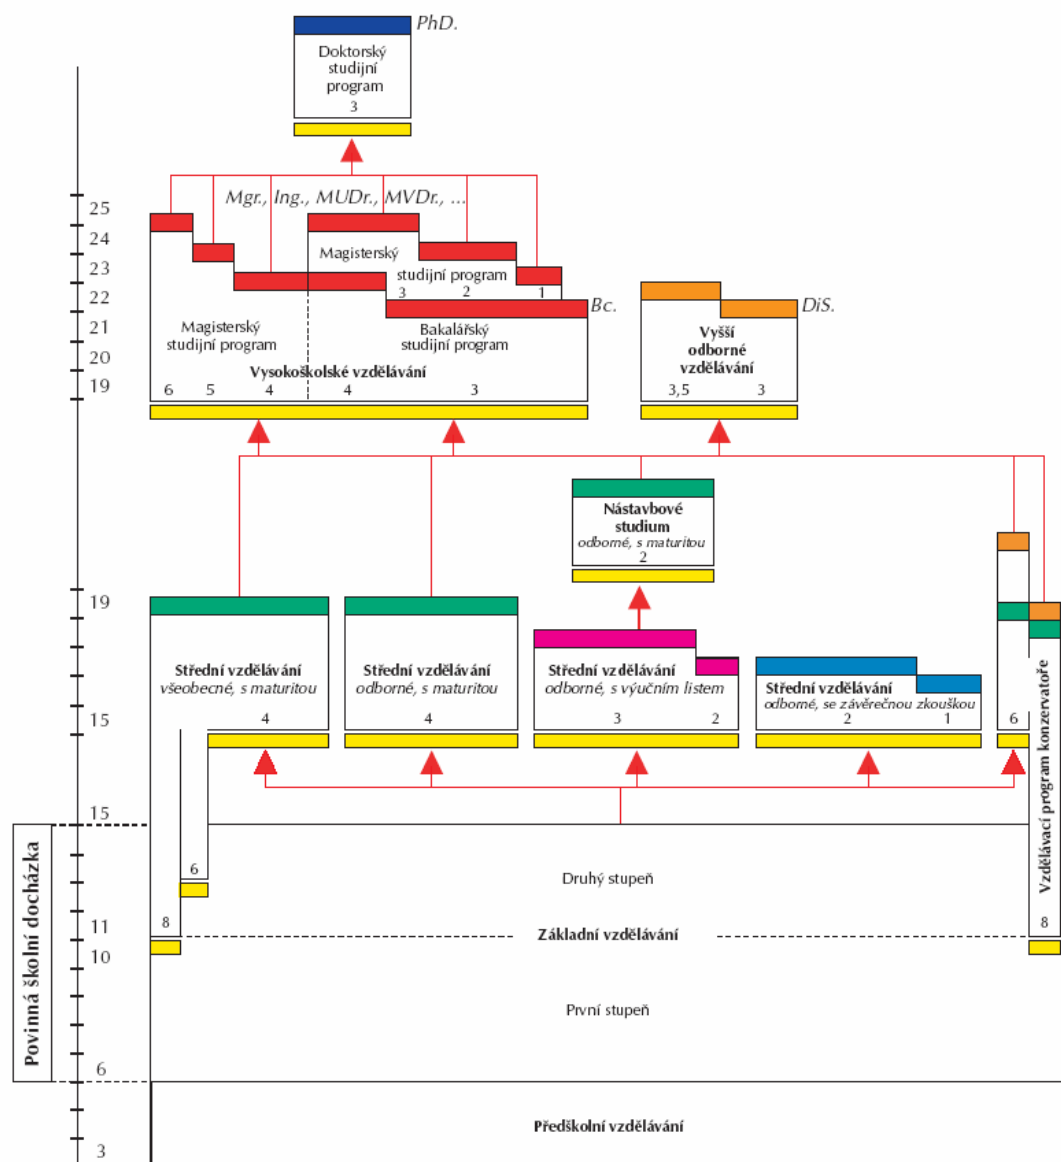 PhD.
Doktorský
studijní
program
3
Mgr., Ing., MUDr., MVDr., ...
25
24
23
22
21
20
19
Magisterský
studijní program
3
2
1
Bc.
Magisterský
studijní program
Bakalářský
studijní program
Vysokoškolské vzdělávání
6
5
4
4
3
DiS.
Vyšší
odborné
vzdělávání
3,5
3
Nástavbové
studium
odborné, s maturitou
2
19
15
Střední vzdělávání
všeobecné, s maturitou
4
Střední vzdělávání
odborné, s maturitou
4
Střední vzdělávání
odborné, s výučním listem
3
2
Střední vzdělávání
odborné, se závěrečnou zkouškou
2
1
6
Vzdělávací program konzervatoře
8
15
Povinná školní docházka
6
8
Druhý stupeň
11
Základní vzdělávání
10
První stupeň
6
Předškolní vzdělávání
3